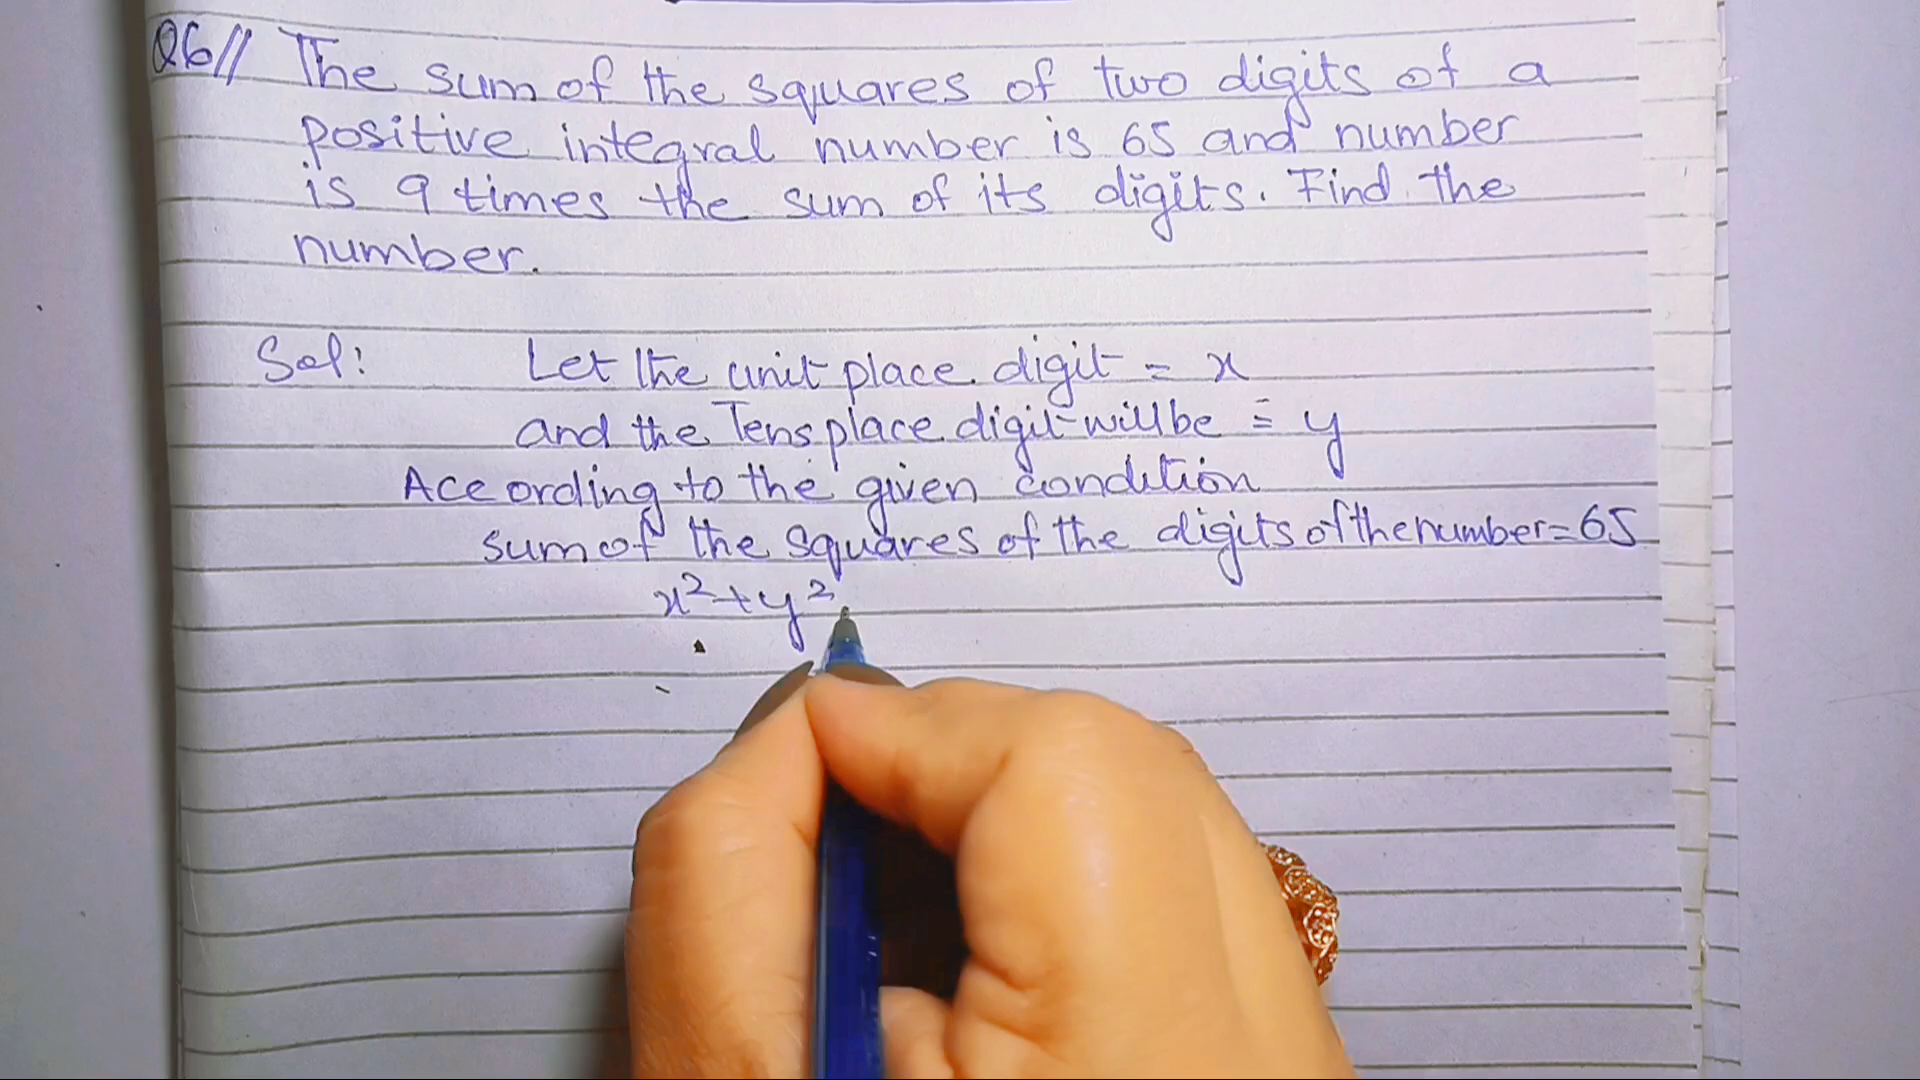 Q6// The sum of the squares of two digits of a
positive integral number is 65 and number
is 9 times the sum of its digits. Find the
number.
Sol: Let the unit place digit = x
and the Tens place digit will be = y
According to the given condition
sum of the squares of the digits of the number = 65
x² + y²